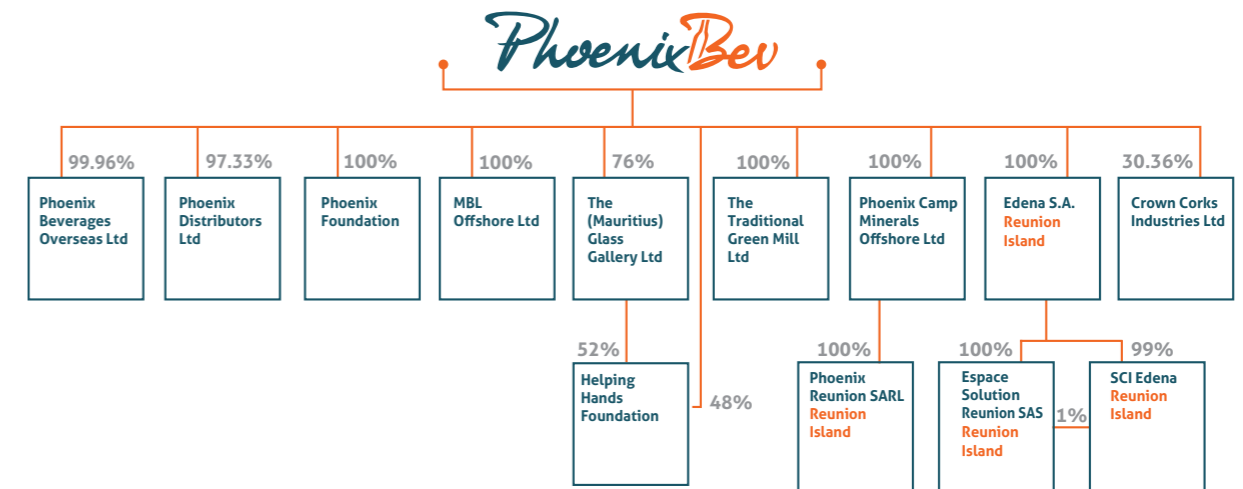 PhoenixBev
99.96%
97.33%
100%
100%
76%
100%
100%
100%
30.36%
Phoenix
Beverages
Overseas Ltd
Phoenix
Distributors
Ltd
Phoenix
Foundation
MBL
Offshore Ltd
The
(Mauritius)
Glass
Gallery Ltd
The
Traditional
Green Mill
Ltd
Phoenix Camp
Minerals
Offshore Ltd
Edena S.A.
Reunion
Island
Crown Corks
Industries Ltd
52%
Helping
Hands
Foundation
48%
100%
Phoenix
Reunion SARL
Reunion
Island
100%
Espace
Solution
Reunion SAS
Reunion
Island
1%
99%
SCI Edena
Reunion
Island